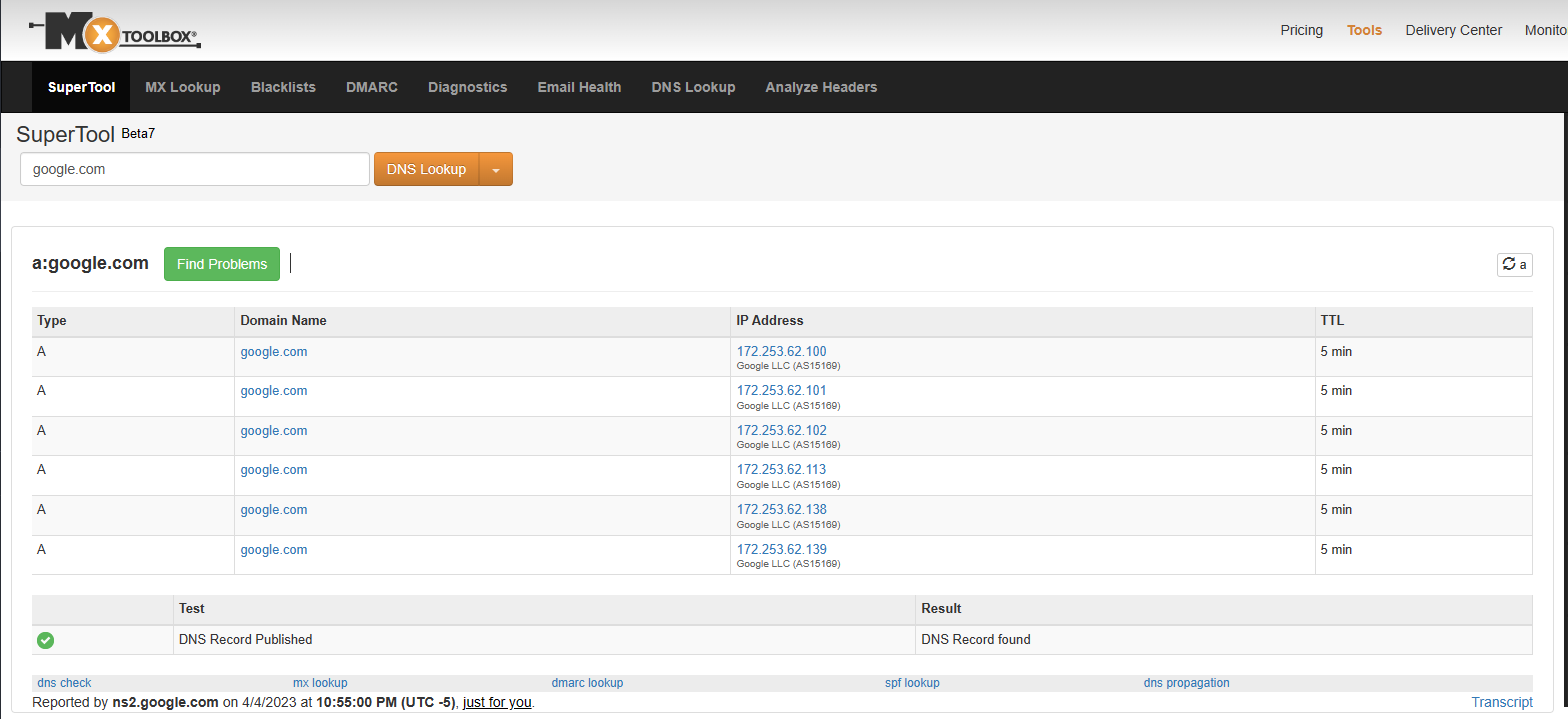 MX TOOLBOX®
Pricing Tools Delivery Center Monito
SuperTool MX Lookup Blacklists DMARC Diagnostics Email Health DNS Lookup Analyze Headers
SuperTool Beta7
google.com DNS Lookup
a:google.com Find Problems a
Type Domain Name IP Address TTL
A google.com 172.253.62.100 5 min
Google LLC (AS15169)
A google.com 172.253.62.101 5 min
Google LLC (AS15169)
A google.com 172.253.62.102 5 min
Google LLC (AS15169)
A google.com 172.253.62.113 5 min
Google LLC (AS15169)
A google.com 172.253.62.138 5 min
Google LLC (AS15169)
A google.com 172.253.62.139 5 min
Google LLC (AS15169)
Test Result
DNS Record Published DNS Record found
dns check mx lookup dmarc lookup spf lookup dns propagation
Reported by ns2.google.com on 4/4/2023 at 10:55:00 PM (UTC -5), just for you. Transcript